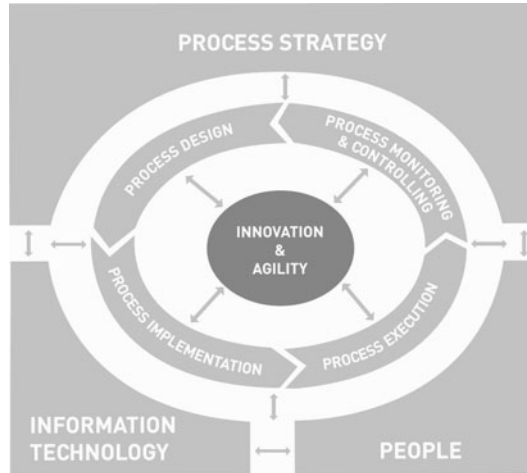 PROCESS STRATEGY
PROCESS DESIGN
PROCESS MONITORING
& CONTROLLING
INNOVATION
&
AGILITY
PROCESS IMPLEMENTATION
PROCESS EXECUTION
INFORMATION
TECHNOLOGY
PEOPLE